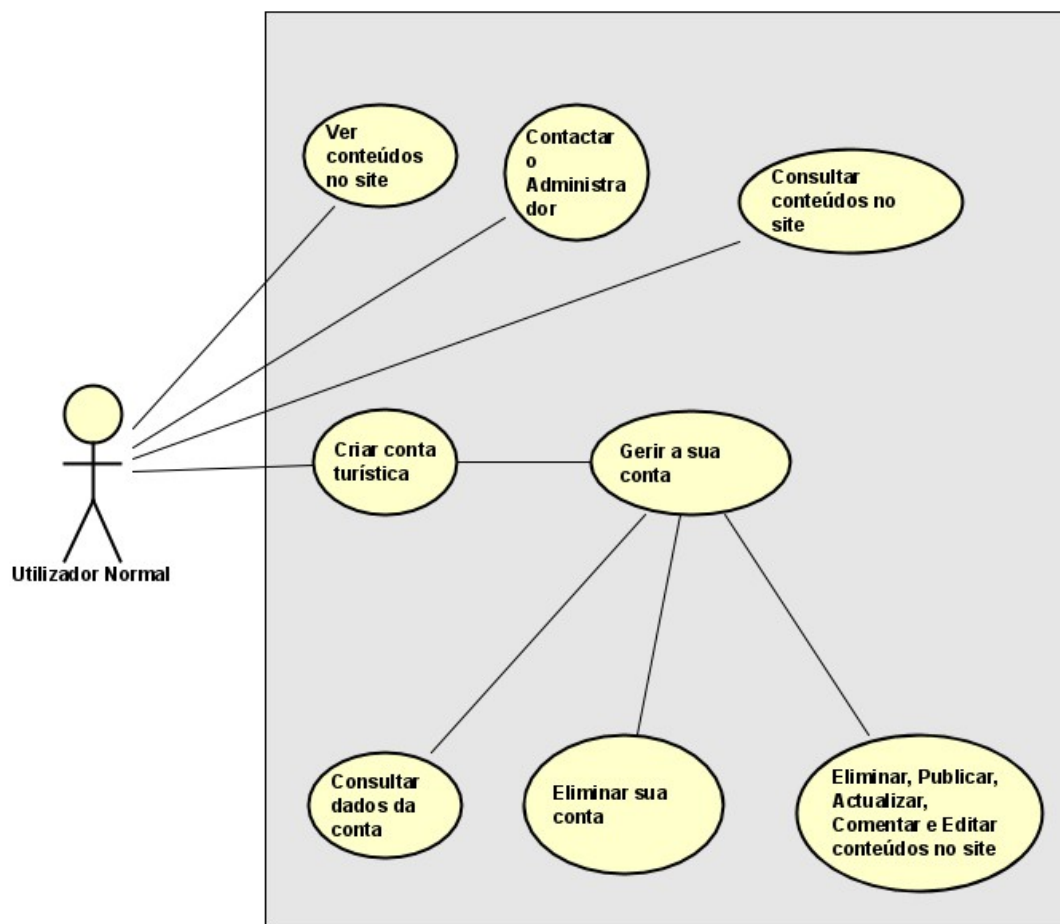 Ver
conteúdos
no site
Contactar
o
Administra
dor
Consultar
conteúdos no
site
Criar conta
turística
Gerir a sua
conta
Utilizador Normal
Consultar
dados da
conta
Eliminar sua
conta
Eliminar, Publicar,
Actualizar,
Comentar e Editar
conteúdos no site